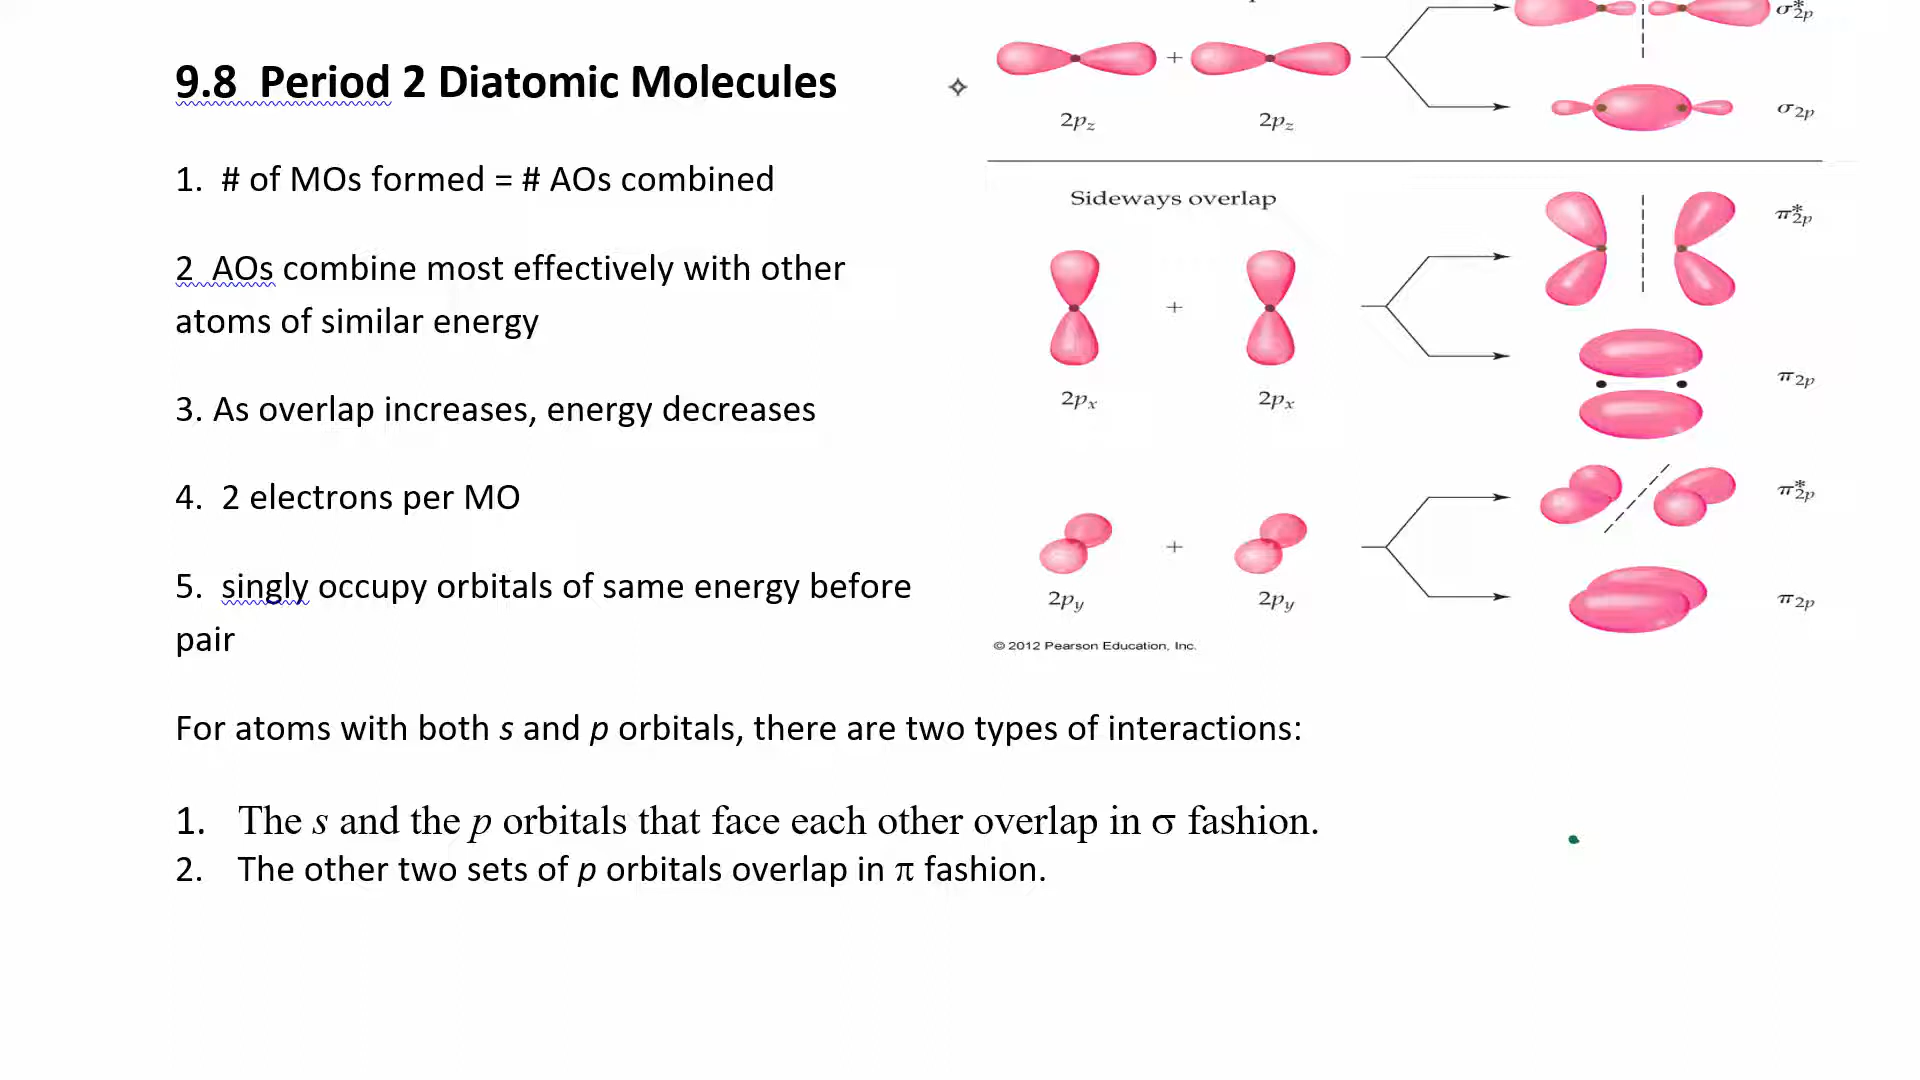 9.8  Period 2 Diatomic Molecules
1.  # of MOs formed = # AOs combined
2  AOs combine most effectively with other
atoms of similar energy
3. As overlap increases, energy decreases
4.  2 electrons per MO
5.  singly occupy orbitals of same energy before
pair
+
2pz
2pz
σ*2p
σ2p
Sideways overlap
+
2px
2px
π*2p
π2p
+
2py
2py
π*2p
π2p
© 2012 Pearson Education, Inc.
For atoms with both s and p orbitals, there are two types of interactions:
1.   The s and the p orbitals that face each other overlap in σ fashion.
2.   The other two sets of p orbitals overlap in π fashion.